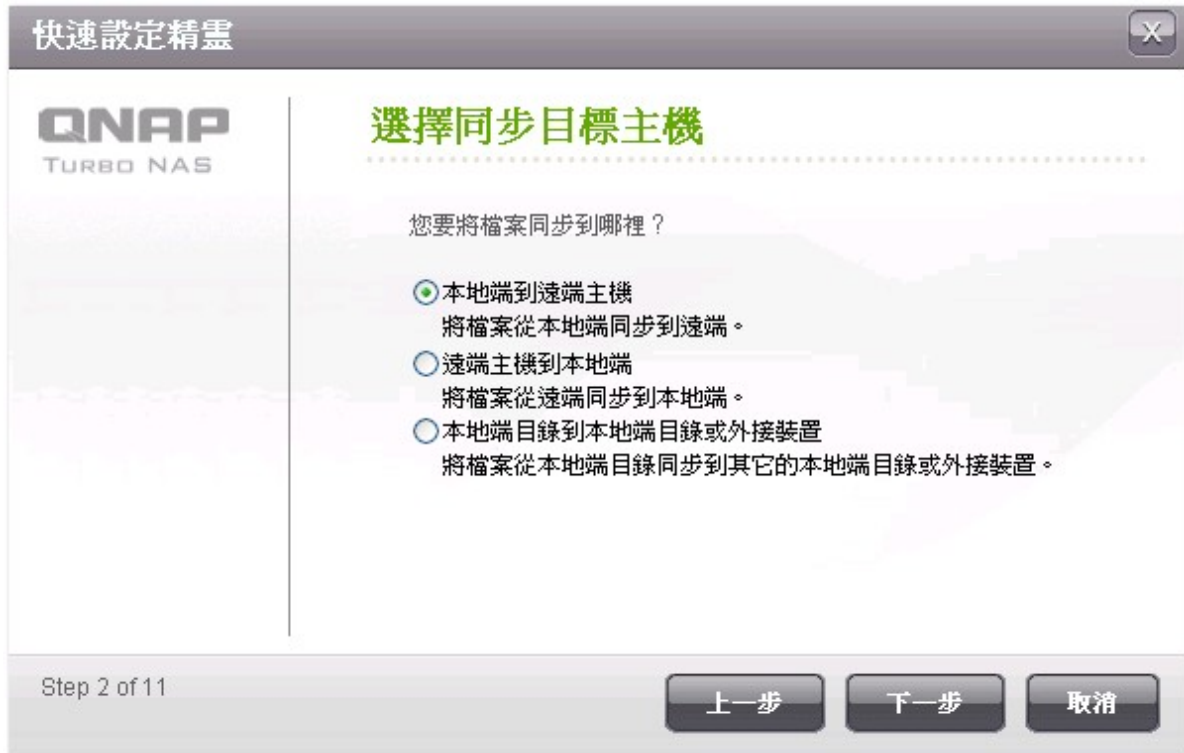 快速設定精靈
X
QNAP
TURBO NAS
選擇同步目標主機
您要將檔案同步到哪裡？
本地端到遠端主機
將檔案從本地端同步到遠端。
遠端主機到本地端
將檔案從遠端同步到本地端。
本地端目錄到本地端目錄或外接裝置
將檔案從本地端目錄同步到其它的本地端目錄或外接裝置。
Step 2 of 11
上一步 下一步 取消